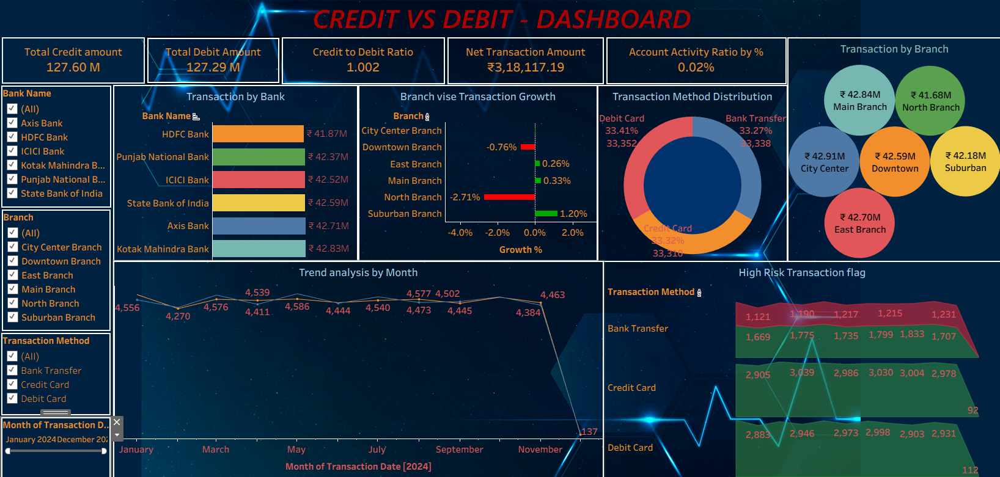 CREDIT VS DEBIT - DASHBOARD
Total Credit amount
127.60 M
Total Debit Amount
127.29 M
Credit to Debit Ratio
1.002
Net Transaction Amount
₹3,18,117.19
Account Activity Ratio by %
0.02%
Bank Name
(All)
Axis Bank
HDFC Bank
ICICI Bank
Kotak Mahindra B...
Punjab National B...
State Bank of India
Branch
(All)
City Center Branch
Downtown Branch
East Branch
Main Branch
North Branch
Suburban Branch
Transaction Method
(All)
Bank Transfer
Credit Card
Debit Card
Month of Transaction D..
January 2024 December 202
Transaction by Bank
Bank Name
HDFC Bank ₹ 41.87M
Punjab National Bank ₹ 42.37M
ICICI Bank ₹ 42.52M
State Bank of India ₹ 42.59M
Axis Bank ₹ 42.71M
Kotak Mahindra Bank ₹ 42.83M
Branch vise Transaction Growth
Branch
City Center Branch
Downtown Branch -0.76%
East Branch 0.26%
Main Branch 0.33%
North Branch -2.71%
Suburban Branch 1.20%
-4.0% -2.0% 0.0% 2.0%
Growth %
Transaction Method Distribution
Debit Card
33.41%
33,352
Bank Transfer
33.27%
33,338
Credit Card
33.32%
33,310
Transaction by Branch
₹ 42.84M
Main Branch
₹ 41.68M
North Branch
₹ 42.91M
City Center
₹ 42.59M
Downtown
₹ 42.18M
Suburban
₹ 42.70M
East Branch
Trend analysis by Month
4,539 4,577 4,502 4,463
4,556 4,270 4,576 4,411 4,586 4,444 4,540 4,473 4,445 4,384
137
January March May July September November
Month of Transaction Date [2024]
High Risk Transaction flag
Transaction Method
Bank Transfer
1,121 1,190 1,217 1,215 1,231
1,669 1,775 1,735 1,799 1,833 1,707
Credit Card
2,905 3,039 2,986 3,030 3,004 2,978
92
Debit Card
2,883 2,946 2,973 2,998 2,903 2,931
112